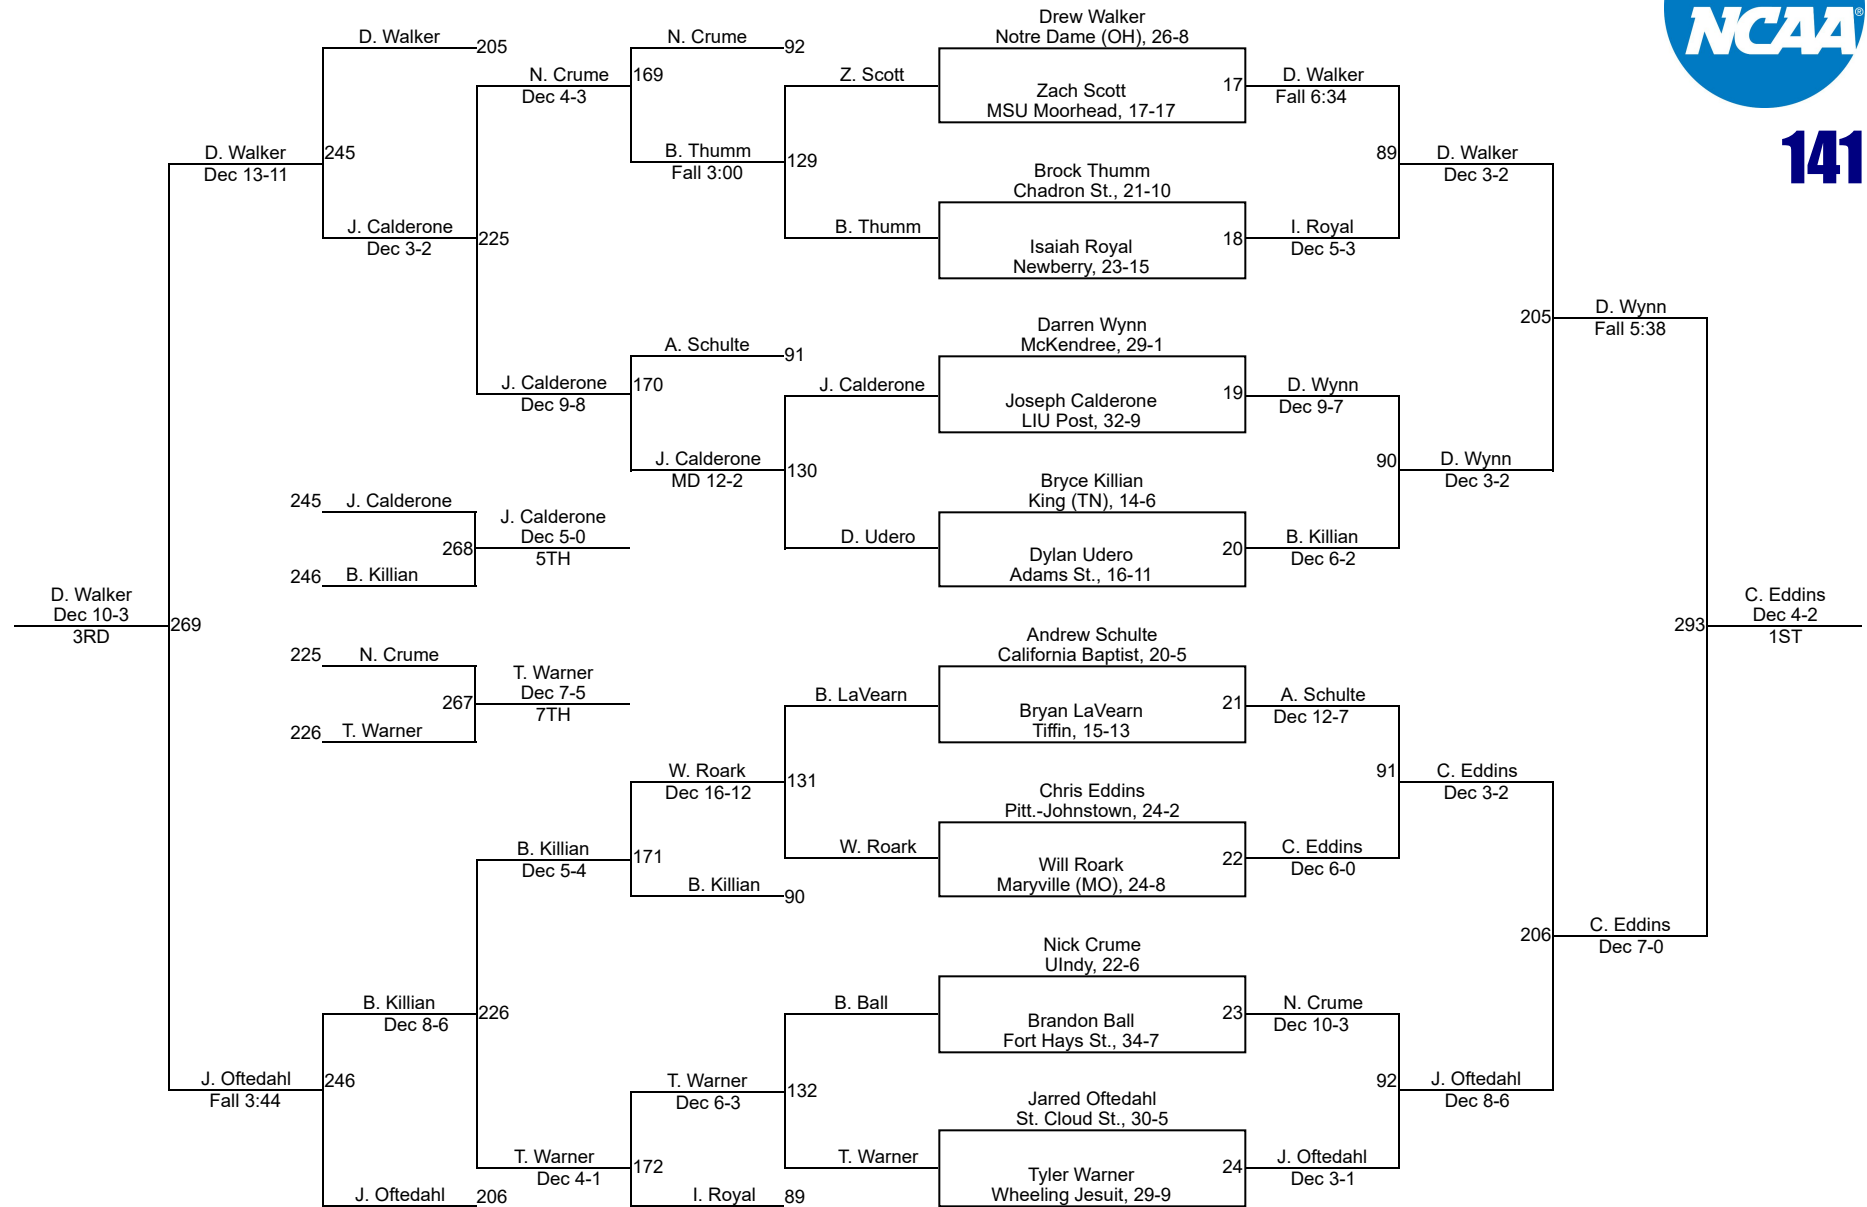 NCAA®
141
Drew Walker
Notre Dame (OH), 26-8
D. Walker
205
N. Crume
92
N. Crume
Dec 4-3
169
Z. Scott
Zach Scott
MSU Moorhead, 17-17
17
D. Walker
Fall 6:34
D. Walker
Dec 13-11
245
B. Thumm
Fall 3:00
129
Brock Thumm
Chadron St., 21-10
89
D. Walker
Dec 3-2
J. Calderone
Dec 3-2
225
B. Thumm
Isaiah Royal
Newberry, 23-15
18
I. Royal
Dec 5-3
Darren Wynn
McKendree, 29-1
205
D. Wynn
Fall 5:38
A. Schulte
91
J. Calderone
Dec 9-8
170
J. Calderone
Joseph Calderone
LIU Post, 32-9
19
D. Wynn
Dec 9-7
J. Calderone
MD 12-2
130
Bryce Killian
King (TN), 14-6
90
D. Wynn
Dec 3-2
245
J. Calderone
J. Calderone
Dec 5-0
5TH
268
246
B. Killian
D. Udero
Dylan Udero
Adams St., 16-11
20
B. Killian
Dec 6-2
D. Walker
Dec 10-3
3RD
269
293
C. Eddins
Dec 4-2
1ST
225
N. Crume
T. Warner
Dec 7-5
7TH
267
226
T. Warner
Andrew Schulte
California Baptist, 20-5
B. LaVearn
Bryan LaVearn
Tiffin, 15-13
21
A. Schulte
Dec 12-7
W. Roark
Dec 16-12
131
Chris Eddins
Pitt.-Johnstown, 24-2
91
C. Eddins
Dec 3-2
B. Killian
Dec 5-4
171
B. Killian
90
W. Roark
Will Roark
Maryville (MO), 24-8
22
C. Eddins
Dec 6-0
Nick Crume
UIndy, 22-6
206
C. Eddins
Dec 7-0
B. Killian
Dec 8-6
226
B. Ball
Brandon Ball
Fort Hays St., 34-7
23
N. Crume
Dec 10-3
J. Oftedahl
Fall 3:44
246
T. Warner
Dec 6-3
132
Jarred Oftedahl
St. Cloud St., 30-5
92
J. Oftedahl
Dec 8-6
T. Warner
Dec 4-1
172
T. Warner
Tyler Warner
Wheeling Jesuit, 29-9
24
J. Oftedahl
Dec 3-1
J. Oftedahl
206
I. Royal
89